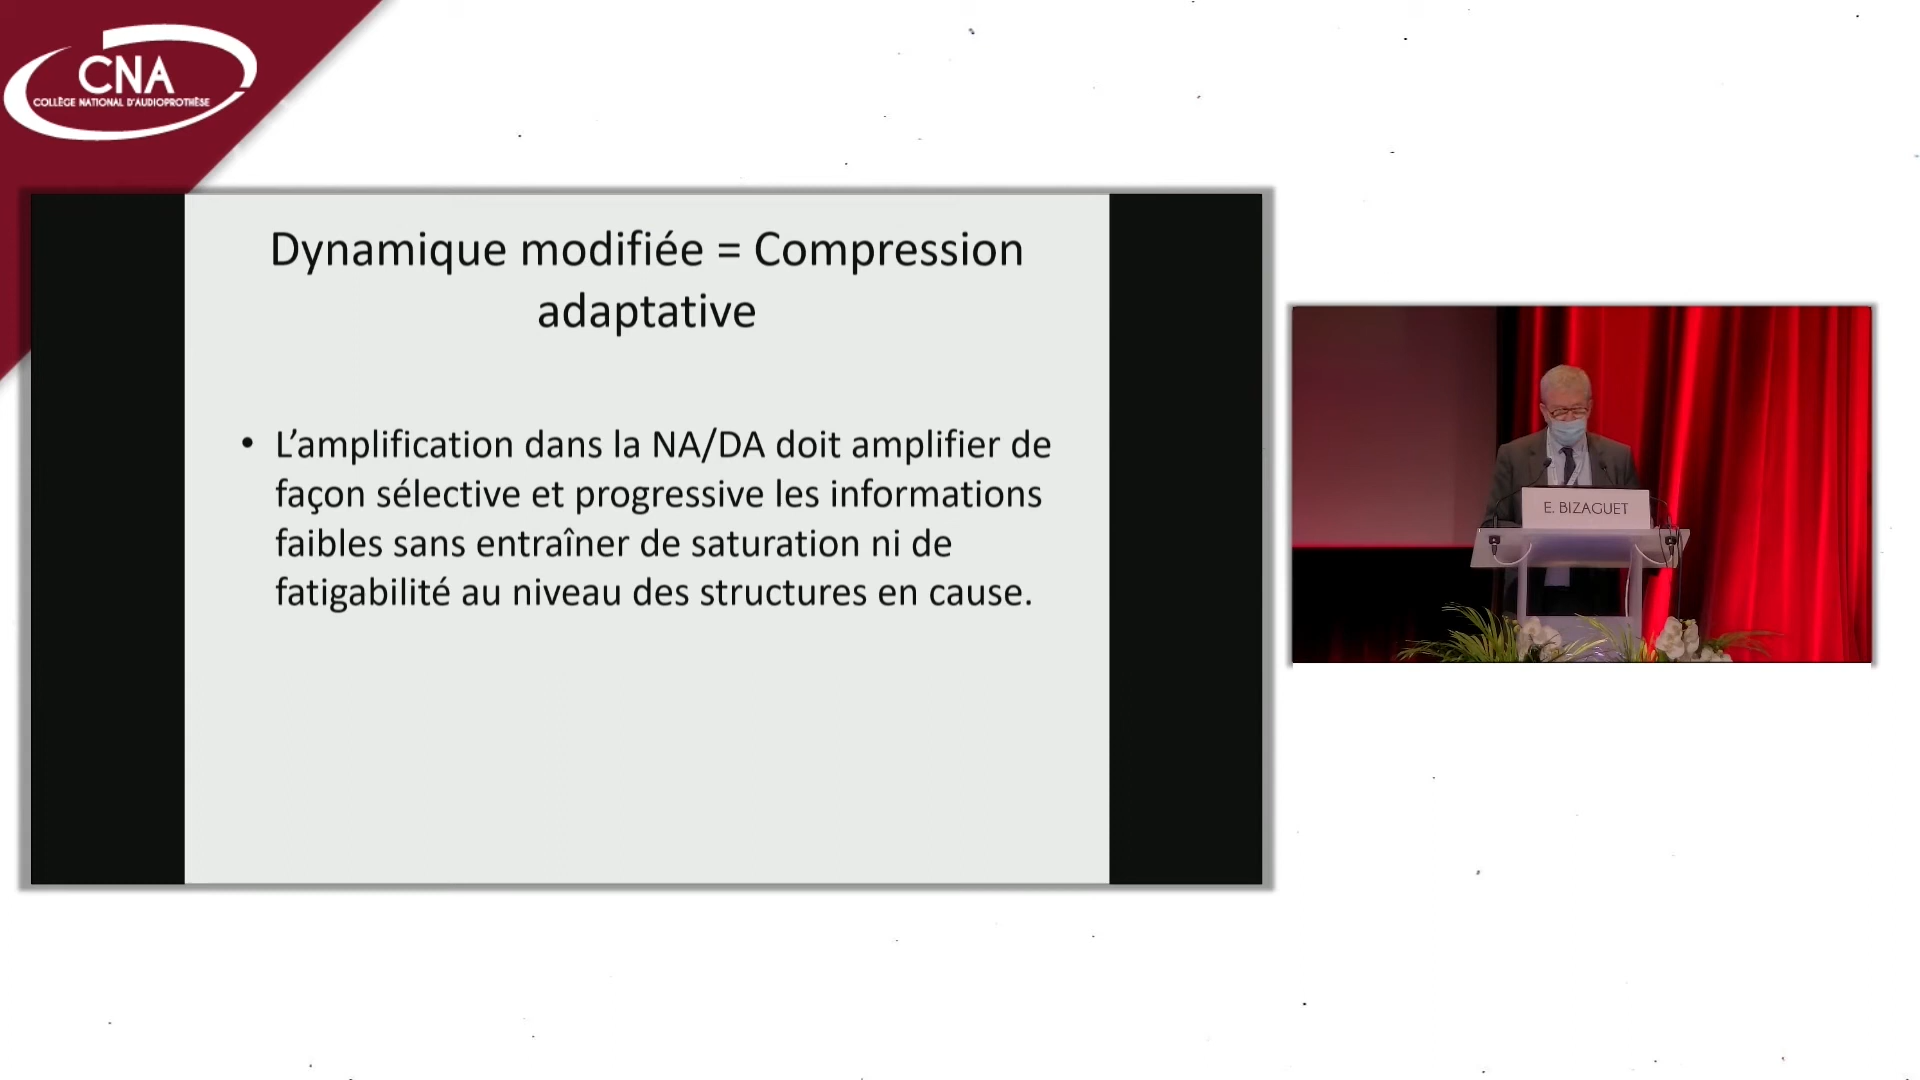 CNA
COLLÈGE NATIONAL D'AUDIOPROTHÈSE
Dynamique modifiée = Compression
adaptative
• L’amplification dans la NA/DA doit amplifier de
façon sélective et progressive les informations
faibles sans entraîner de saturation ni de
fatigabilité au niveau des structures en cause.
E. BIZAGUET